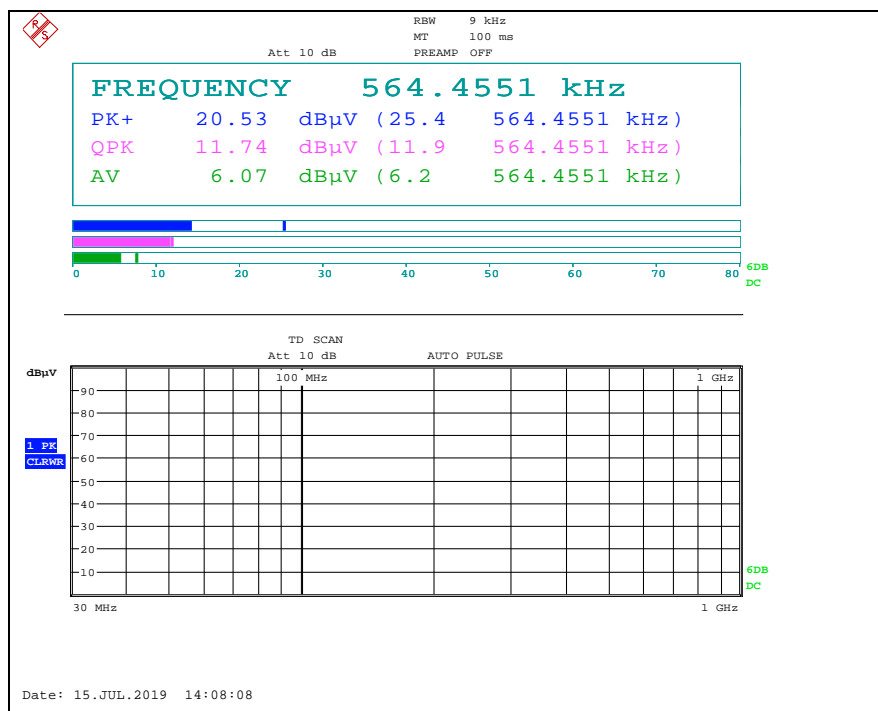 R S
RBW 9 kHz
MT 100 ms
Att 10 dB PREAMP OFF
FREQUENCY 564.4551 kHz
PK+ 20.53 dBµV (25.4 564.4551 kHz)
QPK 11.74 dBµV (11.9 564.4551 kHz)
AV 6.07 dBµV (6.2 564.4551 kHz)
0 10 20 30 40 50 60 70 80
6DB
DC
TD SCAN
Att 10 dB AUTO PULSE
dBµV
100 MHz 1 GHz
90
80
70
1 PK
CLRWR
60
50
40
30
20
10
6DB
DC
30 MHz 1 GHz
Date: 15.JUL.2019 14:08:08